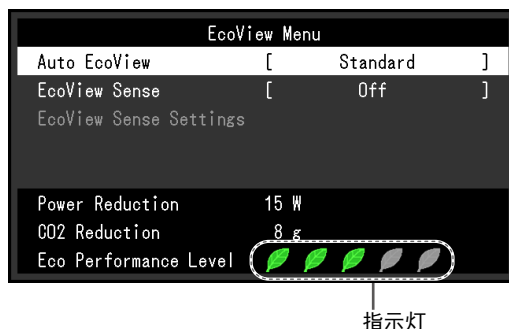 EcoView Menu
Auto EcoView [ Standard ]
EcoView Sense [ Off ]
EcoView Sense Settings
Power Reduction 15 W
CO2 Reduction 8 g
Eco Performance Level
指示灯